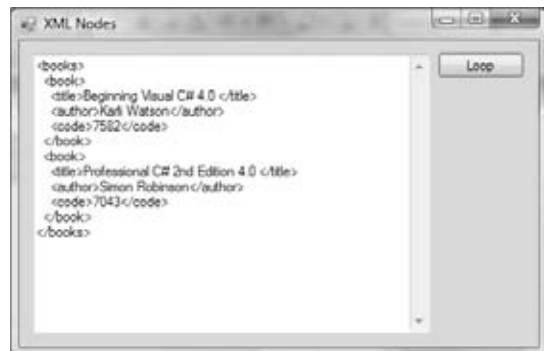 XML Nodes
Loop
<books>
<book>
<title>Beginning Visual C# 4.0 </title>
<author>Karli Watson</author>
<code>7582</code>
</book>
<book>
<title>Professional C# 2nd Edition 4.0 </title>
<author>Simon Robinson</author>
<code>7043</code>
</book>
</books>